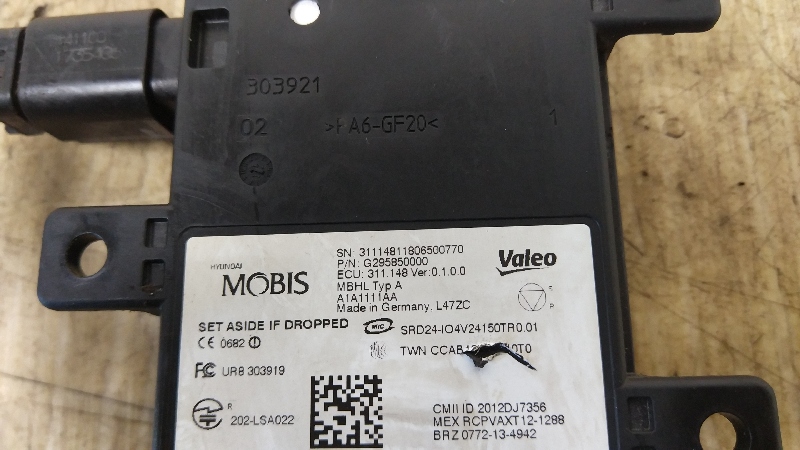 303921
02 >PA6-GF20< 1
SN: 31114811806500770
P/N: G295850000
ECU: 311.148 Ver:0.1.0.0
MBHL Typ A
A1A1111AA
Made in Germany, L47ZC
HYUNDAI
MOBIS
Valeo
E
R
SET ASIDE IF DROPPED
MIC SRD24-IO4V24150TR0.01
CE 0682
TWN
FC UR8 303919
R
202-LSA022
CMII ID 2012DJ7356
MEX RCPVAXT12-1288
BRZ 0772-13-4942